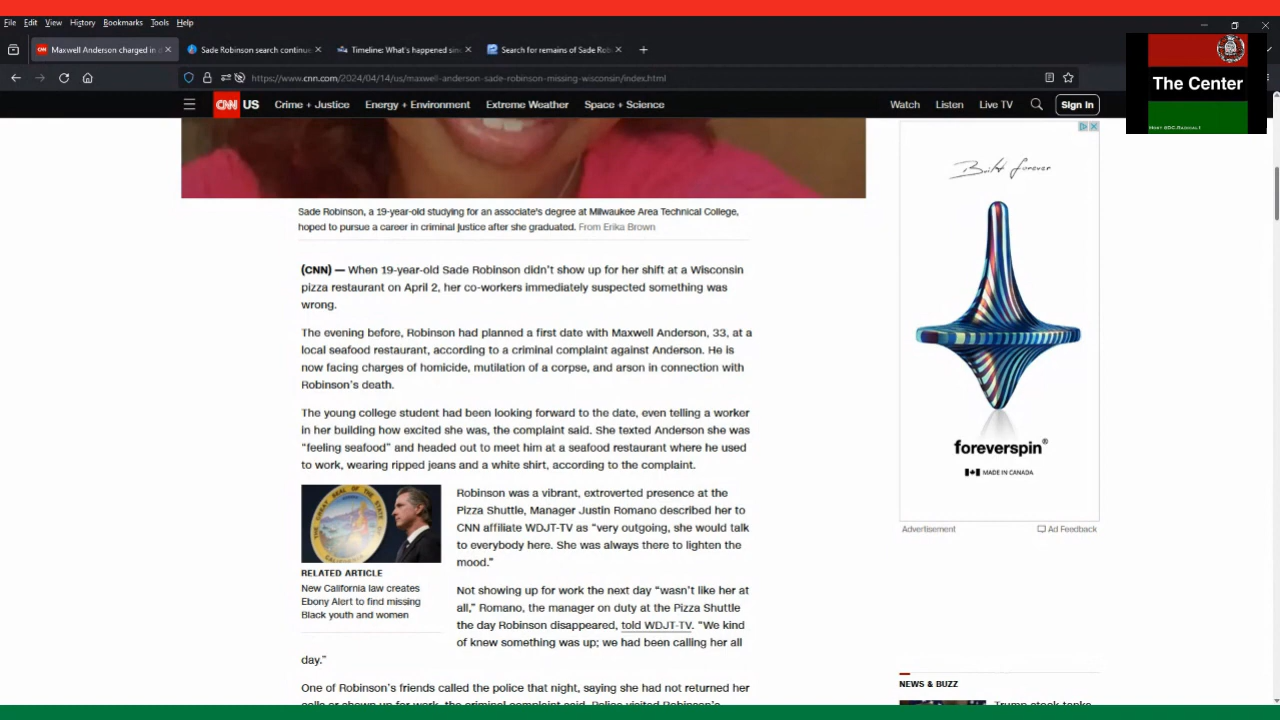 File Edit View History Bookmarks Tools Help
Maxwell Anderson charged in d
Sade Robinson search continue
Timeline: What's happened sinc
Search for remains of Sade Rob
https://www.cnn.com/2024/04/14/us/maxwell-anderson-sade-robinson-missing-wisconsin/index.html
The Center
CNN US Crime + Justice Energy + Environment Extreme Weather Space + Science Watch Listen Live TV Sign in
Sade Robinson, a 19-year-old studying for an associate's degree at Milwaukee Area Technical College,
hoped to pursue a career in criminal justice after she graduated. From Erika Brown
(CNN) — When 19-year-old Sade Robinson didn't show up for her shift at a Wisconsin
pizza restaurant on April 2, her co-workers immediately suspected something was
wrong.
The evening before, Robinson had planned a first date with Maxwell Anderson, 33, at a
local seafood restaurant, according to a criminal complaint against Anderson. He is
now facing charges of homicide, mutilation of a corpse, and arson in connection with
Robinson's death.
The young college student had been looking forward to the date, even telling a worker
in her building how excited she was, the complaint said. She texted Anderson she was
“feeling seafood” and headed out to meet him at a seafood restaurant where he used
to work, wearing ripped jeans and a white shirt, according to the complaint.
RELATED ARTICLE
New California law creates
Ebony Alert to find missing
Black youth and women
Robinson was a vibrant, extroverted presence at the
Pizza Shuttle, Manager Justin Romano described her to
CNN affiliate WDJT-TV as “very outgoing, she would talk
to everybody here. She was always there to lighten the
mood.”
Not showing up for work the next day “wasn't like her at
all,” Romano, the manager on duty at the Pizza Shuttle
the day Robinson disappeared, told WDJT-TV. “We kind
of knew something was up; we had been calling her all
day.”
One of Robinson's friends called the police that night, saying she had not returned her
calls or shown up for work, the criminal complaint said. Police visited Robinson's
Built forever
foreverspin®
MADE IN CANADA
Advertisement
Ad Feedback
NEWS & BUZZ